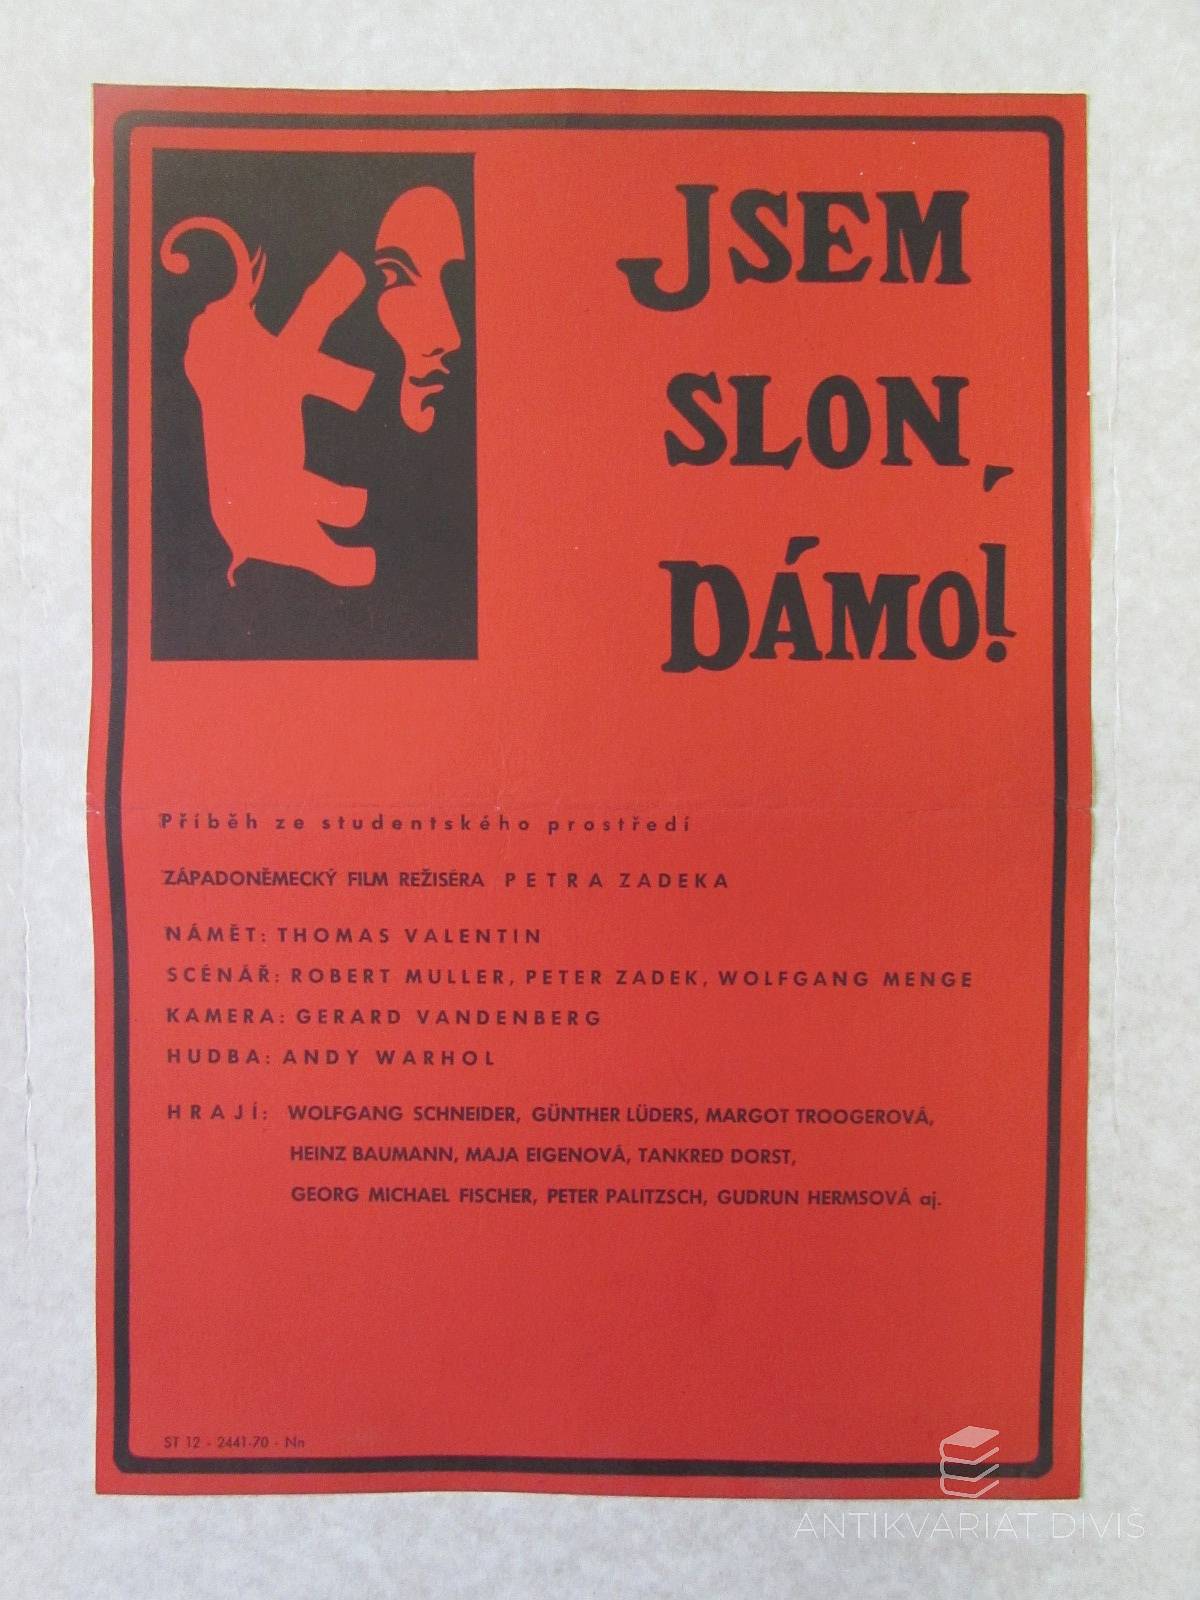 JSEM
SLON,
DÁMO!
Příběh ze studentského prostředí
ZÁPADONĚMECKÝ FILM REŽISÉRA PETRA ZADEKA
NÁMĚT: THOMAS VALENTIN
SCÉNÁŘ: ROBERT MULLER, PETER ZADEK, WOLFGANG MENGE
KAMERA: GERARD VANDENBERG
HUDBA: ANDY WARHOL
HRAJÍ: WOLFGANG SCHNEIDER, GÜNTHER LÜDERS, MARGOT TROOGEROVÁ,
HEINZ BAUMANN, MAJA EIGENOVÁ, TANKRED DORST,
GEORG MICHAEL FISCHER, PETER PALITZSCH, GUDRUN HERMSOVÁ aj.
ST 12 - 2441-70 - Nn
ANTIKVARIAT DIVIŠ